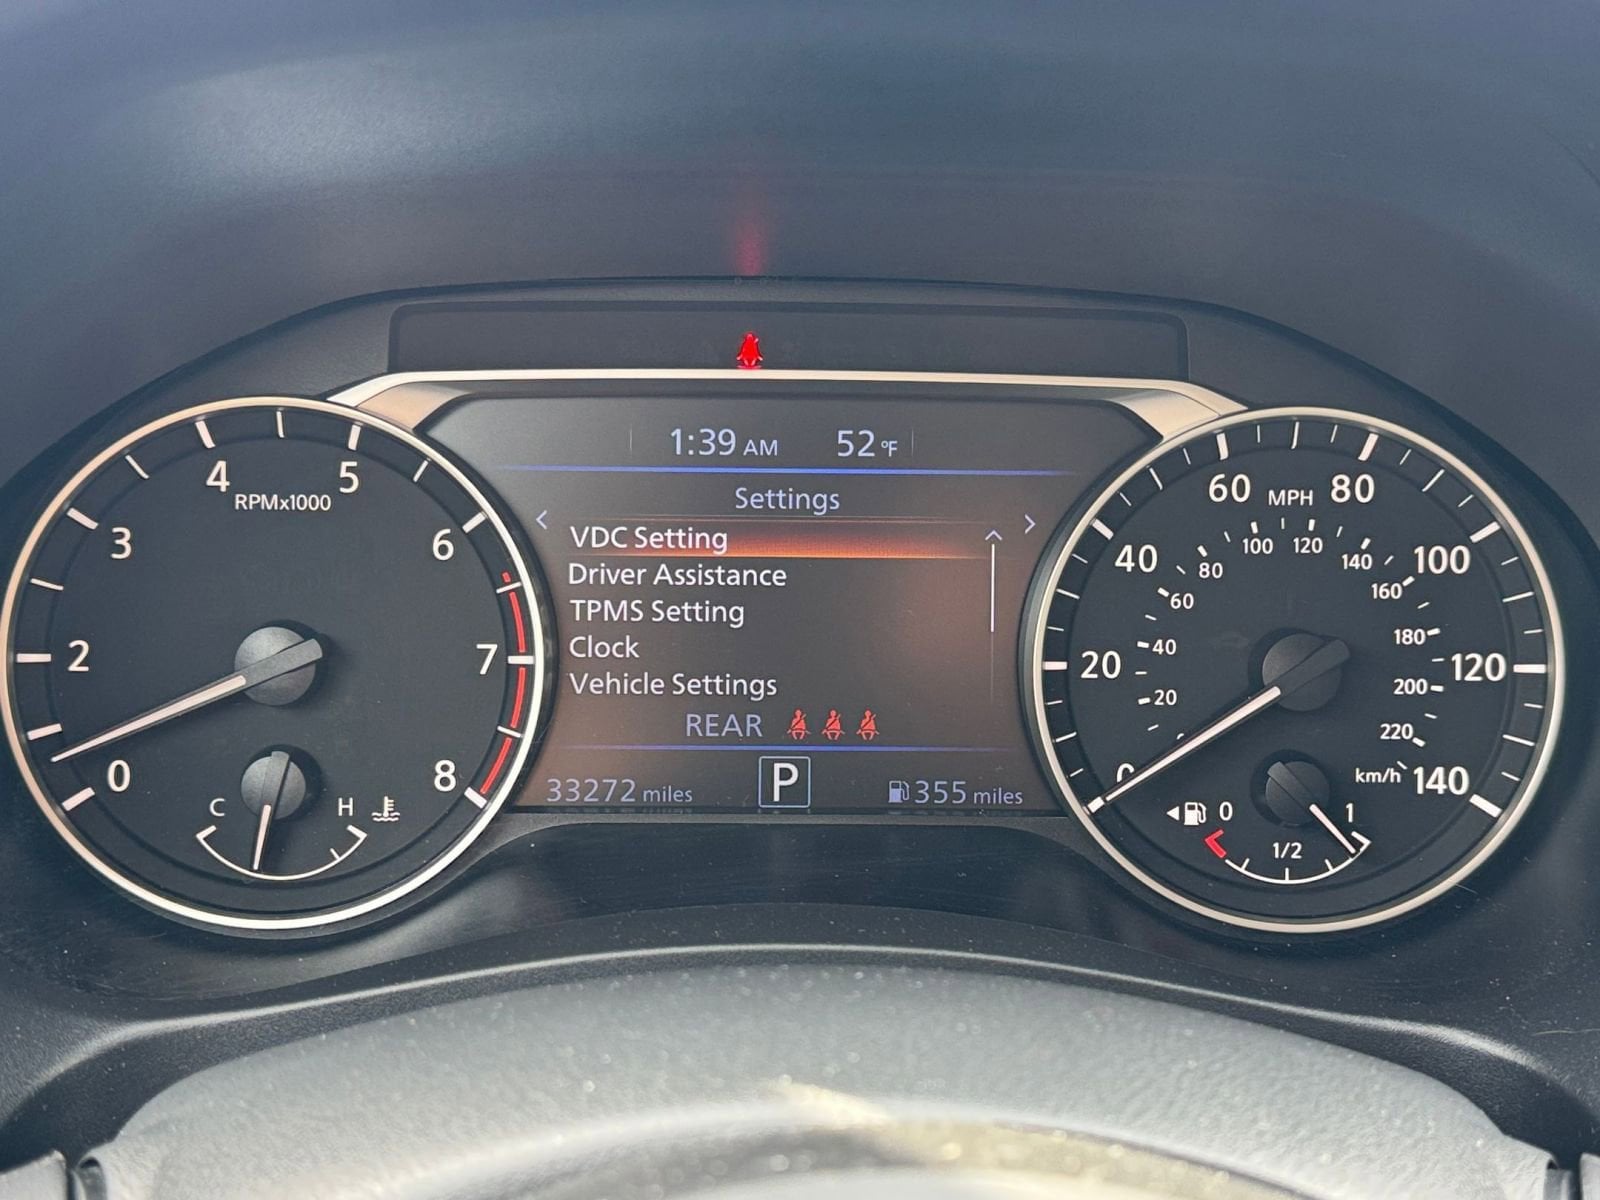 1:39 AM 52 °F
Settings
VDC Setting
Driver Assistance
TPMS Setting
Clock
Vehicle Settings
REAR
33272 miles P 355 miles
0 2 3 4 5 6 7 8
RPMx1000
C H
0 20 40 60 80 100 120 140
MPH
20 40 60 80 100 120 140 160 180 200 220
km/h
0 1/2 1